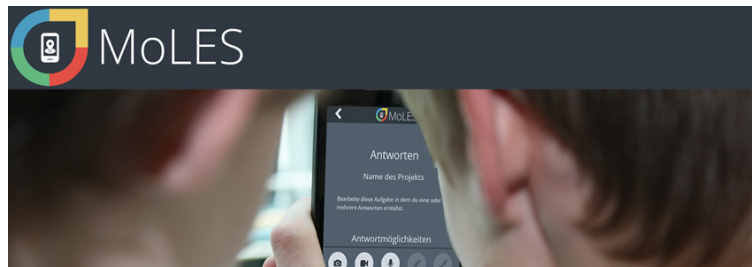 MoLES
MoLES
Antworten
Name des Projekts
Bearbeite diese Aufgabe in dem du eine oder
mehrere Antworten erstellst.
Antwortmöglichkeiten